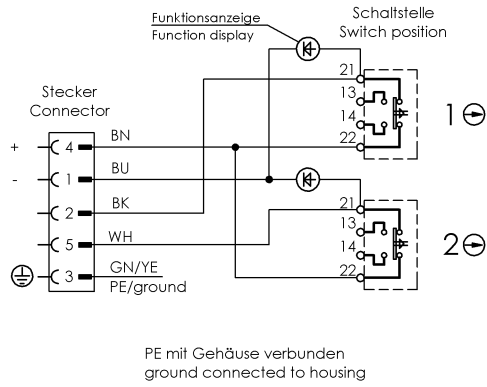 Funktionsanzeige
Function display
Schaltstelle
Switch position
Stecker
Connector
21
13
14
22
1
+ 4 BN
- 1 BU
2 BK
5 WH
3 GN/YE
PE/ground
21
13
14
22
2
PE mit Gehäuse verbunden
ground connected to housing